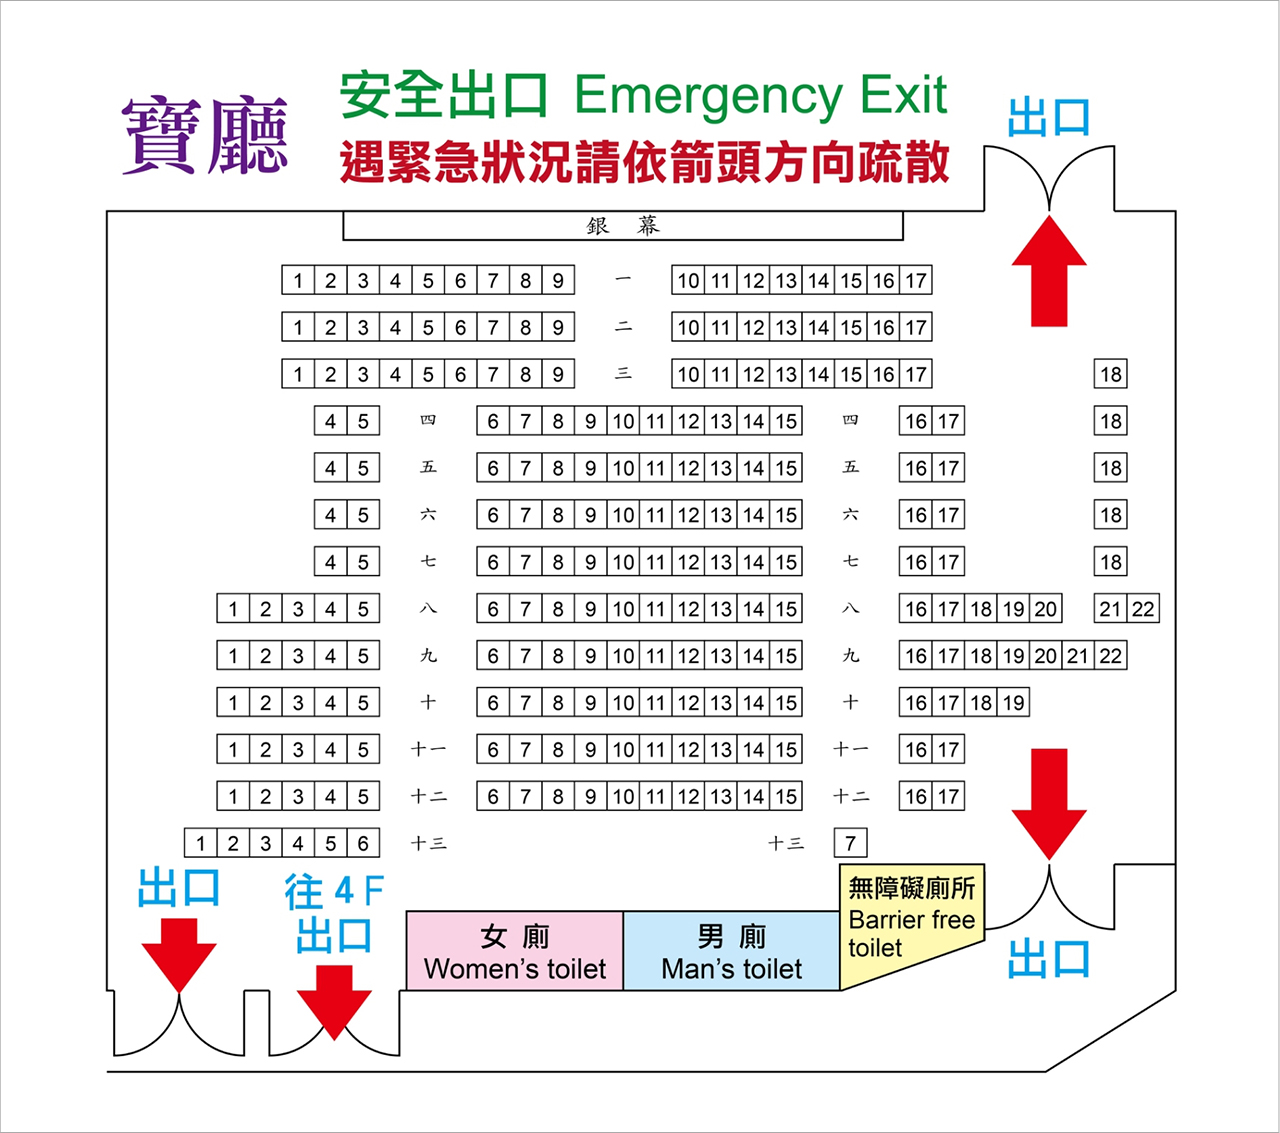 寶廳
安全出口 Emergency Exit
遇緊急狀況請依箭頭方向疏散
出口
銀 幕
1 2 3 4 5 6 7 8 9 一 10 11 12 13 14 15 16 17
1 2 3 4 5 6 7 8 9 二 10 11 12 13 14 15 16 17
1 2 3 4 5 6 7 8 9 三 10 11 12 13 14 15 16 17 18
4 5 四 6 7 8 9 10 11 12 13 14 15 四 16 17 18
4 5 五 6 7 8 9 10 11 12 13 14 15 五 16 17 18
4 5 六 6 7 8 9 10 11 12 13 14 15 六 16 17 18
4 5 七 6 7 8 9 10 11 12 13 14 15 七 16 17 18
1 2 3 4 5 八 6 7 8 9 10 11 12 13 14 15 八 16 17 18 19 20 21 22
1 2 3 4 5 九 6 7 8 9 10 11 12 13 14 15 九 16 17 18 19 20 21 22
1 2 3 4 5 十 6 7 8 9 10 11 12 13 14 15 十 16 17 18 19
1 2 3 4 5 十一 6 7 8 9 10 11 12 13 14 15 十一 16 17
1 2 3 4 5 十二 6 7 8 9 10 11 12 13 14 15 十二 16 17
1 2 3 4 5 6 十三 十三 7
出口
往4F
出口
女 廁
Women's toilet
男 廁
Man's toilet
無障礙廁所
Barrier free
toilet
出口